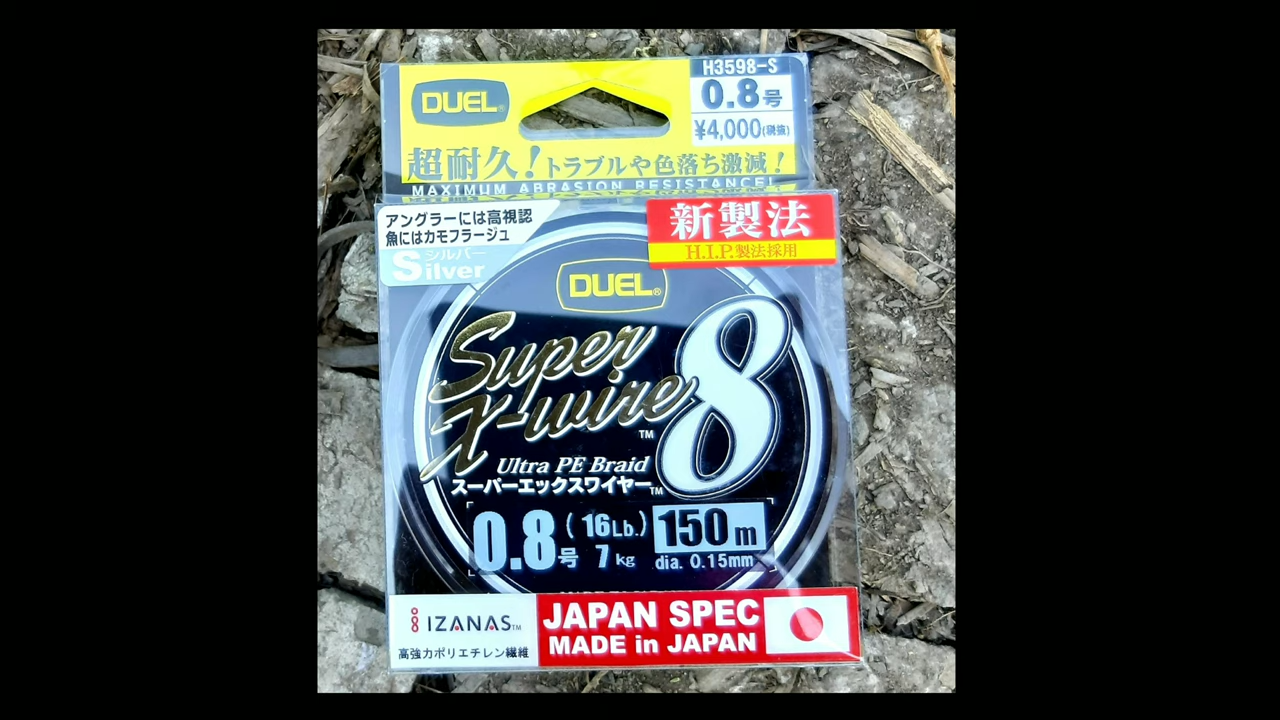 DUEL®
H3598-S
0.8号
¥4,000(税抜)
超耐久!トラブルや色落ち激減!
MAXIMUM ABRASION RESISTANCE!
アングラーには高視認
魚にはカモフラージュ
シルバー
Silver
新製法
H.I.P.製法採用
DUEL®
Super
X-wire 8
TM
Ultra PE Braid
スーパーエックスワイヤー TM
0.8号 (16Lb.) 7kg 150m
dia. 0.15mm
IZANAS TM
高強力ポリエチレン繊維
JAPAN SPEC
MADE in JAPAN